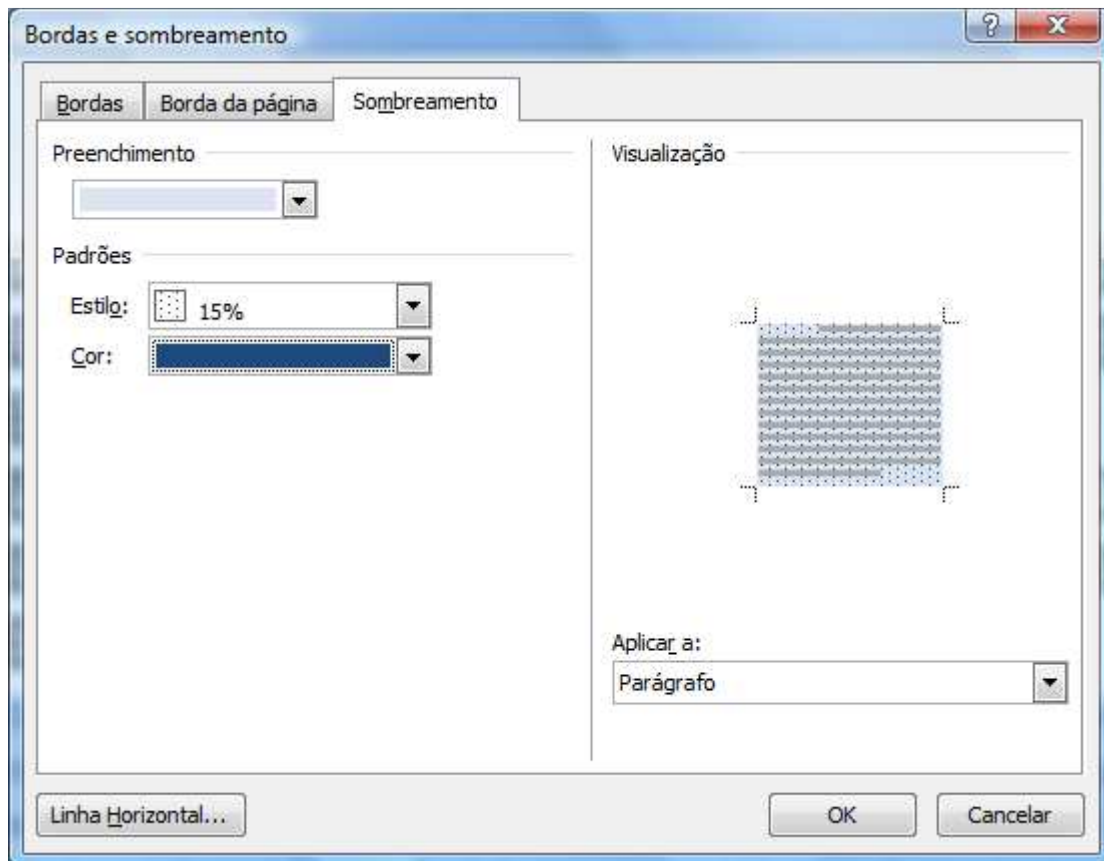 Bordas e sombreamento
Bordas
Borda da página
Sombreamento
Preenchimento
Padrões
Estilo: 15%
Cor:
Visualização
Aplicar a:
Parágrafo
Linha Horizontal...
OK
Cancelar